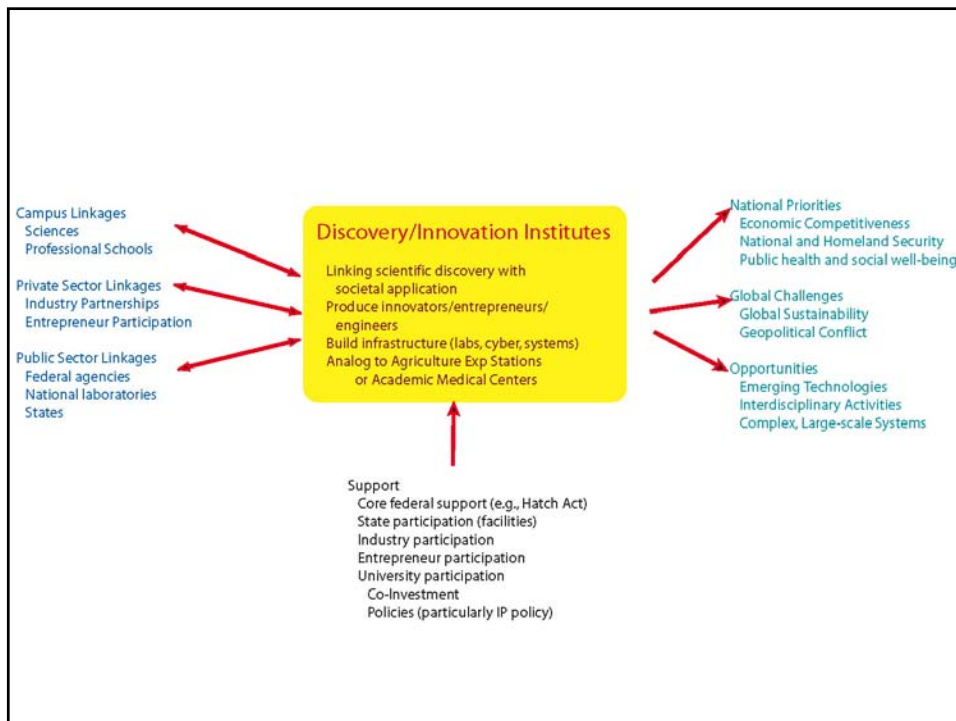 Campus Linkages
Sciences
Professional Schools
Private Sector Linkages
Industry Partnerships
Entrepreneur Participation
Public Sector Linkages
Federal agencies
National laboratories
States
Discovery/Innovation Institutes
Linking scientific discovery with
societal application
Produce innovators/entrepreneurs/
engineers
Build infrastructure (labs, cyber, systems)
Analog to Agriculture Exp Stations
or Academic Medical Centers
National Priorities
Economic Competitiveness
National and Homeland Security
Public health and social well-being
Global Challenges
Global Sustainability
Geopolitical Conflict
Opportunities
Emerging Technologies
Interdisciplinary Activities
Complex, Large-scale Systems
Support
Core federal support (e.g., Hatch Act)
State participation (facilities)
Industry participation
Entrepreneur participation
University participation
Co-Investment
Policies (particularly IP policy)